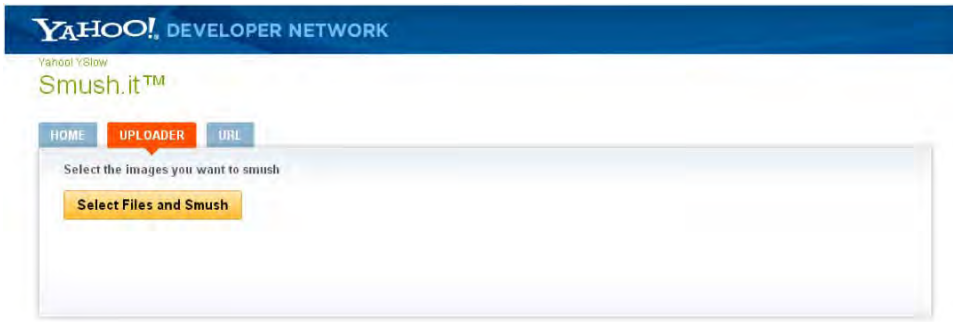 YAHOO! DEVELOPER NETWORK
Yahoo! YSlow
Smush.it™
HOME UPLOADER URL
Select the images you want to smush
Select Files and Smush